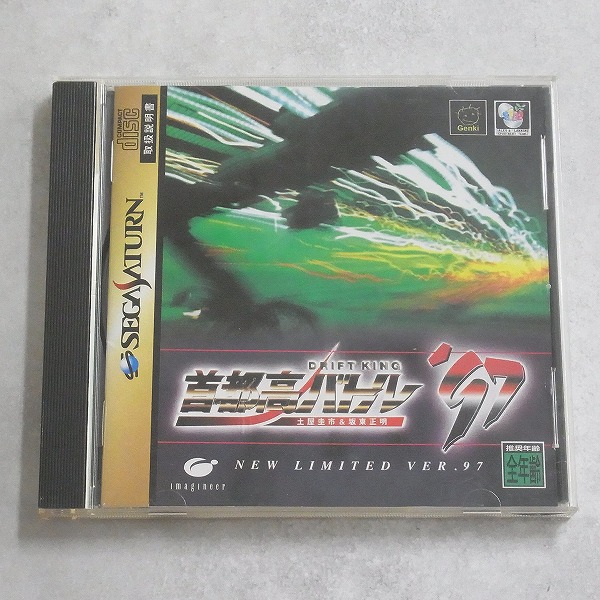 COMPACT
disc
取扱説明書
SEGA SATURN™
Genki
DRIFT KING
首都高バトル'97
土屋圭市&坂東正明
imagineer
NEW LIMITED VER.97
推奨年齢
全年齢